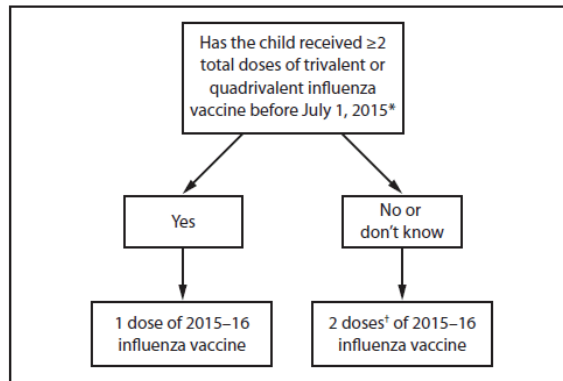 Has the child received ≥2
total doses of trivalent or
quadrivalent influenza
vaccine before July 1, 2015*
Yes
No or
don’t know
1 dose of 2015–16
influenza vaccine
2 doses† of 2015–16
influenza vaccine